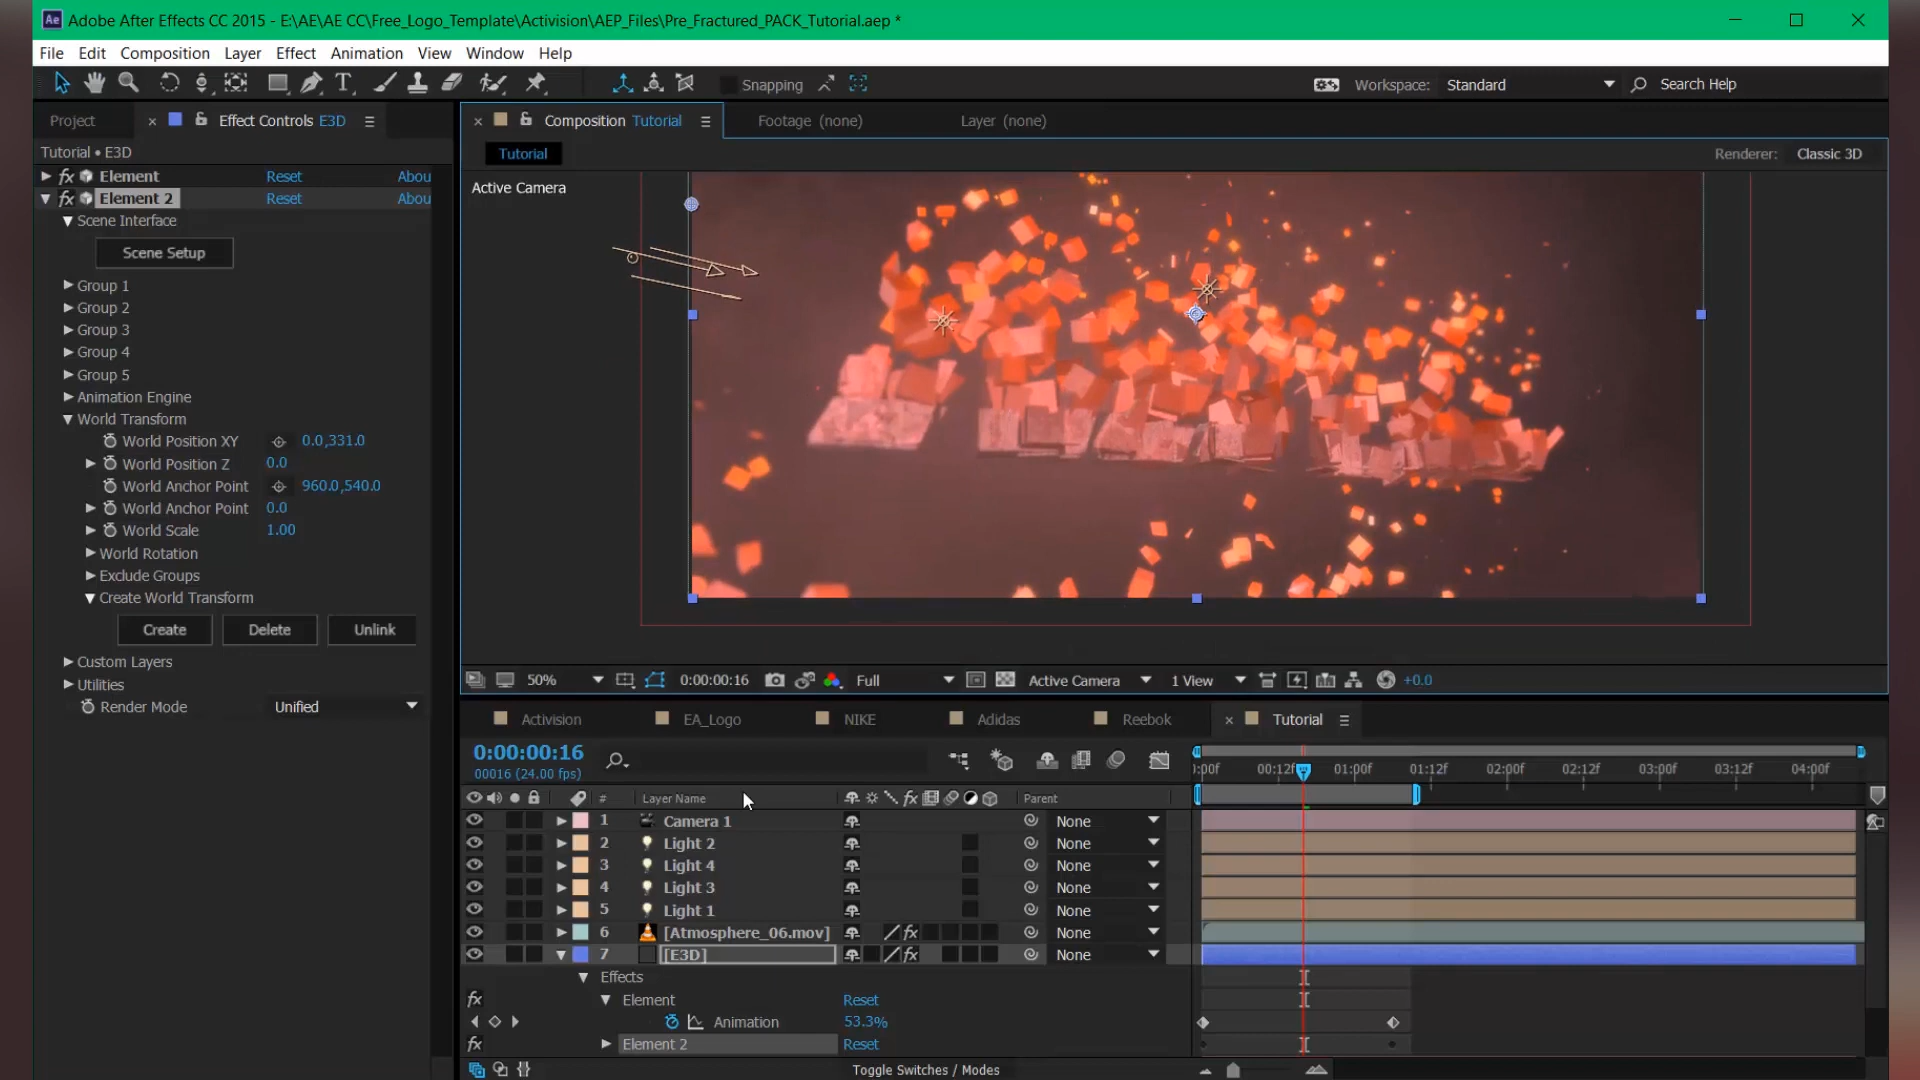 Adobe After Effects CC 2015 - E:\AE\AE CC\Free_Logo_Template\Activision\AEP_Files\Pre_Fractured_PACK_Tutorial.aep *
File Edit Composition Layer Effect Animation View Window Help
Snapping Workspace: Standard Search Help
Project Effect Controls E3D Composition Tutorial Footage (none) Layer (none)
Tutorial • E3D
Tutorial Renderer: Classic 3D
Active Camera
fx Element Reset Abou
fx Element 2 Reset Abou
Scene Interface
Scene Setup
Group 1
Group 2
Group 3
Group 4
Group 5
Animation Engine
World Transform
World Position XY 0.0,331.0
World Position Z 0.0
World Anchor Point 960.0,540.0
World Anchor Point 0.0
World Scale 1.00
World Rotation
Exclude Groups
Create World Transform
Create Delete Unlink
Custom Layers
Utilities
Render Mode Unified
50% 0:00:00:16 Full Active Camera 1 View +0.0
Activision EA_Logo NIKE Adidas Reebok Tutorial
0:00:00:16
00016 (24.00 fps)
):00f 00:12f 01:00f 01:12f 02:00f 02:12f 03:00f 03:12f 04:00f
# Layer Name fx Parent
1 Camera 1 None
2 Light 2 None
3 Light 4 None
4 Light 3 None
5 Light 1 None
6 [Atmosphere_06.mov] fx None
7 [E3D] fx None
Effects
fx Element Reset
Animation 53.3%
fx Element 2 Reset
Toggle Switches / Modes